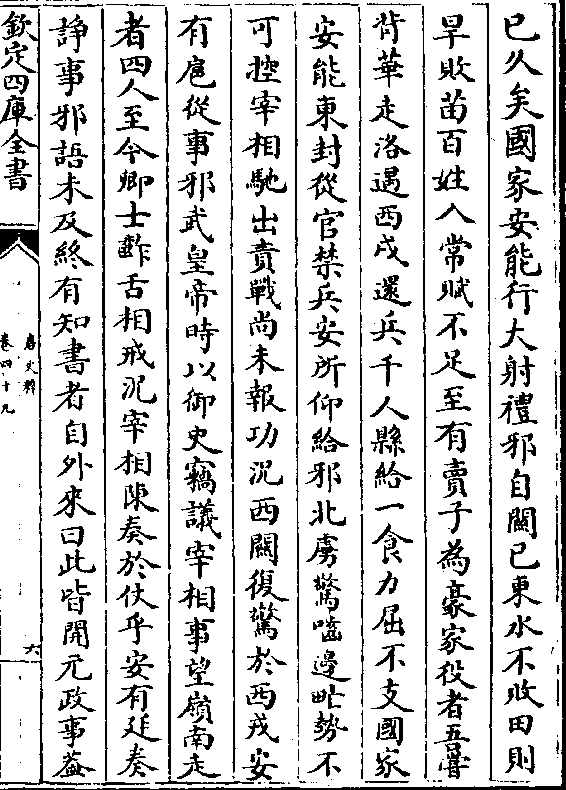 已久矣國家安能行大射禮邪自關已東水不敗田則
旱敗苗百姓入常賦不足至有賣子為豪家役者吾嘗
背華走洛遇西戍還兵千人縣給一食力屈不支國家
安能東封從官禁兵安所仰給邪北虜驚嚙邊甿勢不
可控宰相馳出責戰尚未報功況西關復驚於西戎安
有扈從事邪武皇帝時以御史竊議宰相事望嶺南走
者四人至今卿士齰舌相戒況宰相陳奏於仗乎安有廷奏
諍事邪語未及終有知書者自外來曰此皆開元政事葢
欽定四庫全書
唐文粹
卷四十九
六